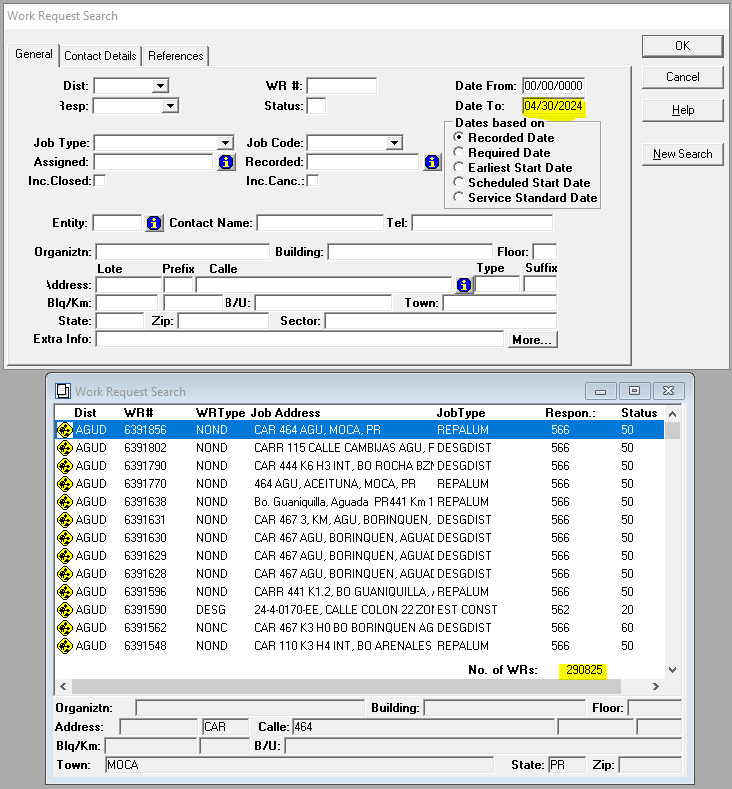 Work Request Search
General Contact Details References
OK
Cancel
Help
New Search
Dist: WR #: Date From: 00/00/0000
Resp: Status: Date To: 04/30/2024
Dates based on
Recorded Date
Required Date
Earliest Start Date
Scheduled Start Date
Service Standard Date
Job Type: Job Code:
Assigned: Recorded:
Inc.Closed: Inc.Canc.:
Entity: Contact Name: Tel:
Organiztn: Building: Floor:
Lote Prefix Calle Type Suffix
Address:
Blq/Km: B/U: Town:
State: Zip: Sector:
Extra Info: More...
Work Request Search
Dist WR# WRType Job Address JobType Respon.: Status
AGUD 6391856 NOND CAR 464 AGU, MOCA, PR REPALUM 566 50
AGUD 6391802 NOND CARR 115 CALLE CAMBIJAS AGU, F DESGDIST 566 50
AGUD 6391790 NOND CAR 444 K6 H3 INT, BO ROCHA BZN DESGDIST 566 50
AGUD 6391770 NOND 464 AGU, ACEITUNA, MOCA, PR REPALUM 566 50
AGUD 6391638 NOND Bo. Guaniquilla, Aguada PR441 Km 1 REPALUM 566 50
AGUD 6391631 NOND CAR 467 3, KM, AGU, BORINQUEN, DESGDIST 566 50
AGUD 6391630 NOND CAR 467 AGU, BORINQUEN, AGUAD DESGDIST 566 50
AGUD 6391629 NOND CAR 467 AGU, BORINQUEN, AGUAD DESGDIST 566 50
AGUD 6391628 NOND CAR 467 AGU, BORINQUEN, AGUAD DESGDIST 566 50
AGUD 6391596 NOND CARR 441 K1.2, BO GUANIQUILLA, REPALUM 566 50
AGUD 6391590 DESG 24-4-0170-EE, CALLE COLON 22 ZON EST CONST 562 20
AGUD 6391562 NONC CAR 467 K3 H0 BO BORINQUEN AG DESGDIST 566 60
AGUD 6391548 NOND CAR 110 K3 H4 INT, BO ARENALES REPALUM 566 50
No. of WRs: 290825
Organiztn: Building: Floor:
Address: CAR Calle: 464
Blq/Km: B/U:
Town: MOCA State: PR Zip: